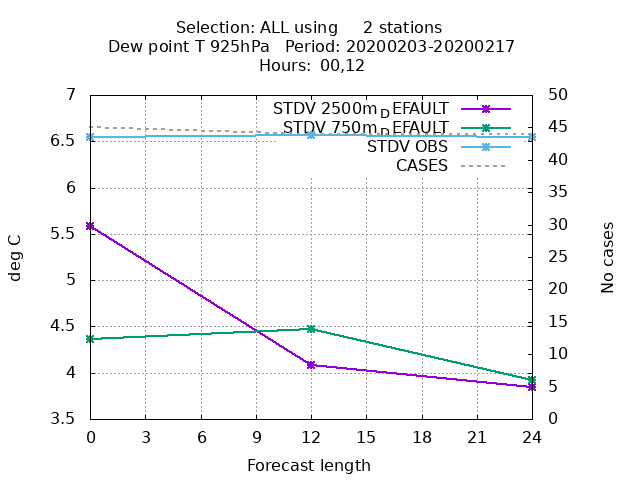 Selection: ALL using 2 stations
Dew point T 925hPa Period: 20200203-20200217
Hours: 00,12
7
6.5
6
5.5
5
4.5
4
3.5
50
45
40
35
30
25
20
15
10
5
0
STDV 2500m_DEFAULT
STDV 750m_DEFAULT
STDV OBS
CASES
deg C
No cases
0 3 6 9 12 15 18 21 24
Forecast length